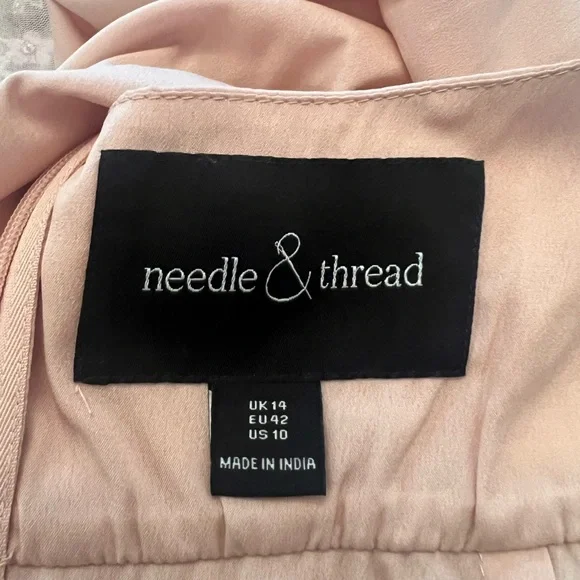 needle & thread
UK 14
EU 42
US 10
MADE IN INDIA